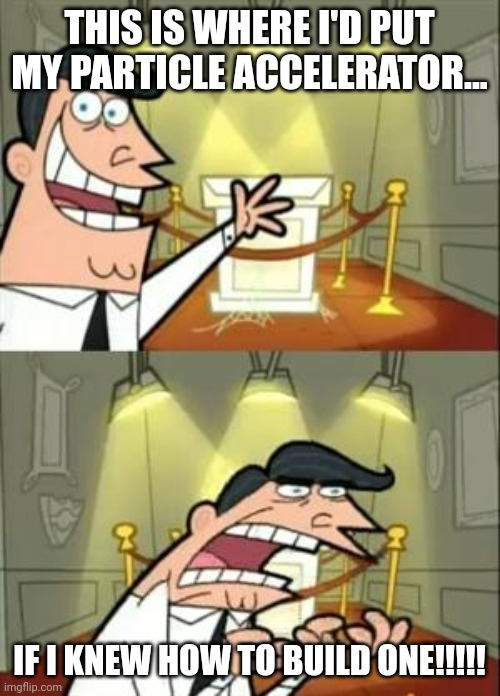 THIS IS WHERE I'D PUT
MY PARTICLE ACCELERATOR...
IF I KNEW HOW TO BUILD ONE!!!!!
imgflip.com